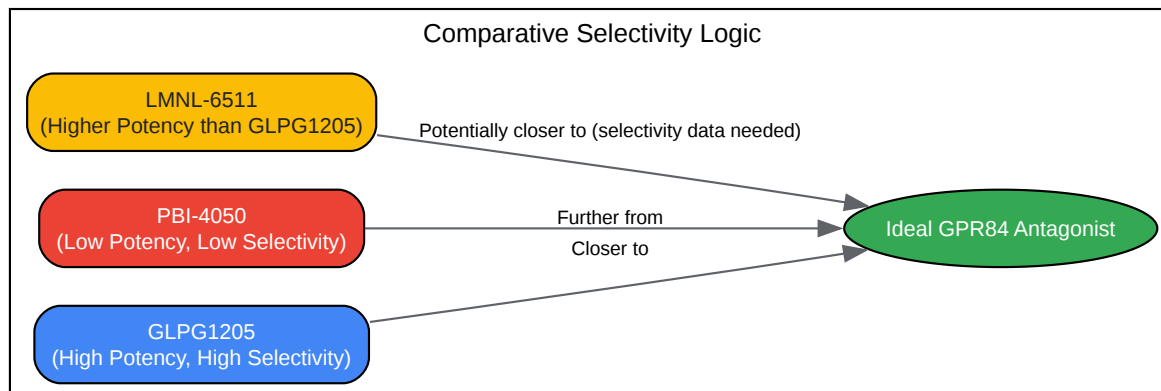 Comparative Selectivity Logic
LMNL-6511
(Higher Potency than GLPG1205)
Potentially closer to (selectivity data needed)
PBI-4050
(Low Potency, Low Selectivity)
Further from
Closer to
Ideal GPR84 Antagonist
GLPG1205
(High Potency, High Selectivity)